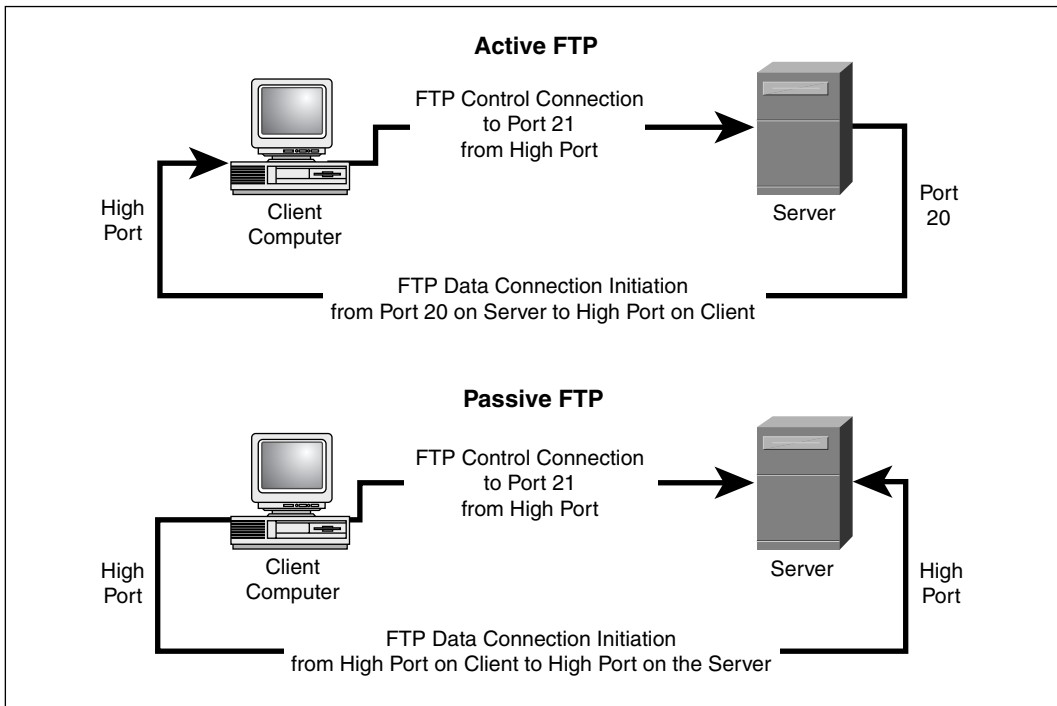 Active FTP
FTP Control Connection
to Port 21
from High Port
High
Port
Client
Computer
Server
Port
20
FTP Data Connection Initiation
from Port 20 on Server to High Port on Client
Passive FTP
FTP Control Connection
to Port 21
from High Port
High
Port
Client
Computer
Server
High
Port
FTP Data Connection Initiation
from High Port on Client to High Port on the Server